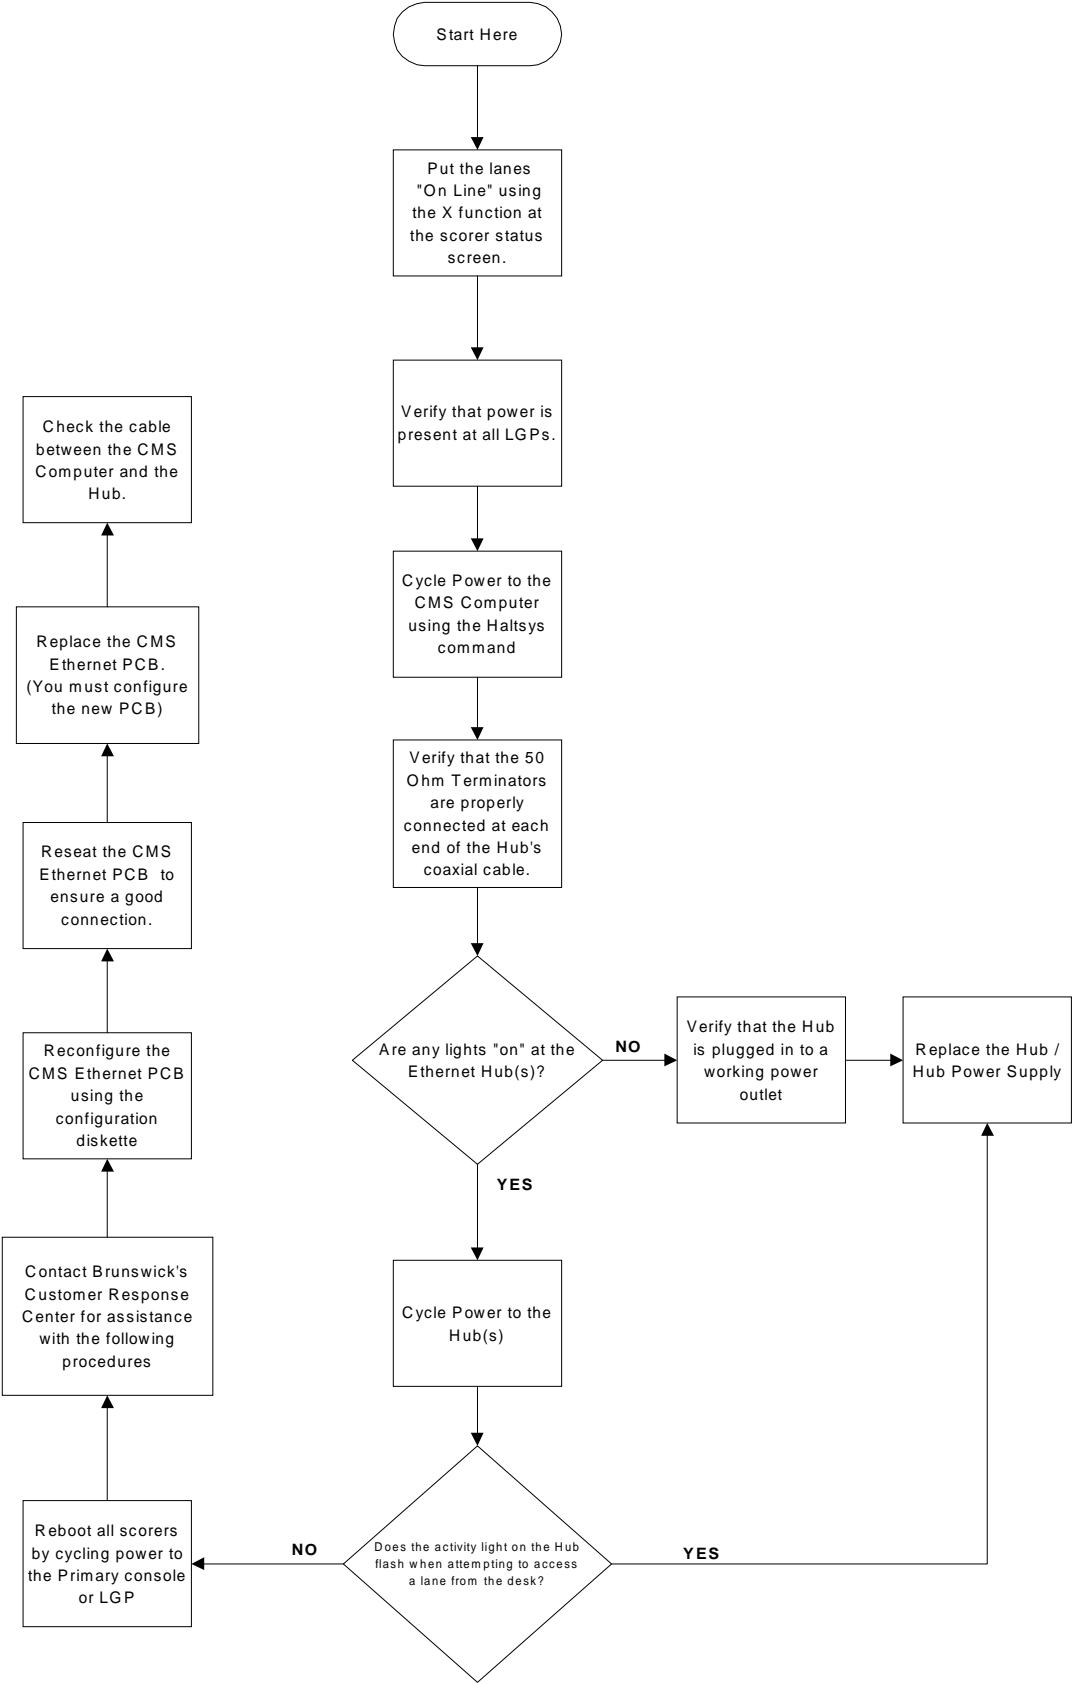 Start Here
Put the lanes
"On Line" using
the X function at
the scorer status
screen.
Verify that power is
present at all LGPs.
Cycle Power to the
CMS Computer
using the Haltsys
command
Verify that the 50
Ohm Terminators
are properly
connected at each
end of the Hub's
coaxial cable.
Are any lights "on" at the
Ethernet Hub(s)?
NO
Verify that the Hub
is plugged in to a
working power
outlet
Replace the Hub /
Hub Power Supply
YES
Cycle Power to the
Hub(s)
Does the activity light on the Hub
flash when attempting to access
a lane from the desk?
YES
NO
Reboot all scorers
by cycling power to
the Primary console
or LGP
Contact Brunswick's
Customer Response
Center for assistance
with the following
procedures
Reconfigure the
CMS Ethernet PCB
using the
configuration
diskette
Reseat the CMS
Ethernet PCB to
ensure a good
connection.
Replace the CMS
Ethernet PCB.
(You must configure
the new PCB)
Check the cable
between the CMS
Computer and the
Hub.